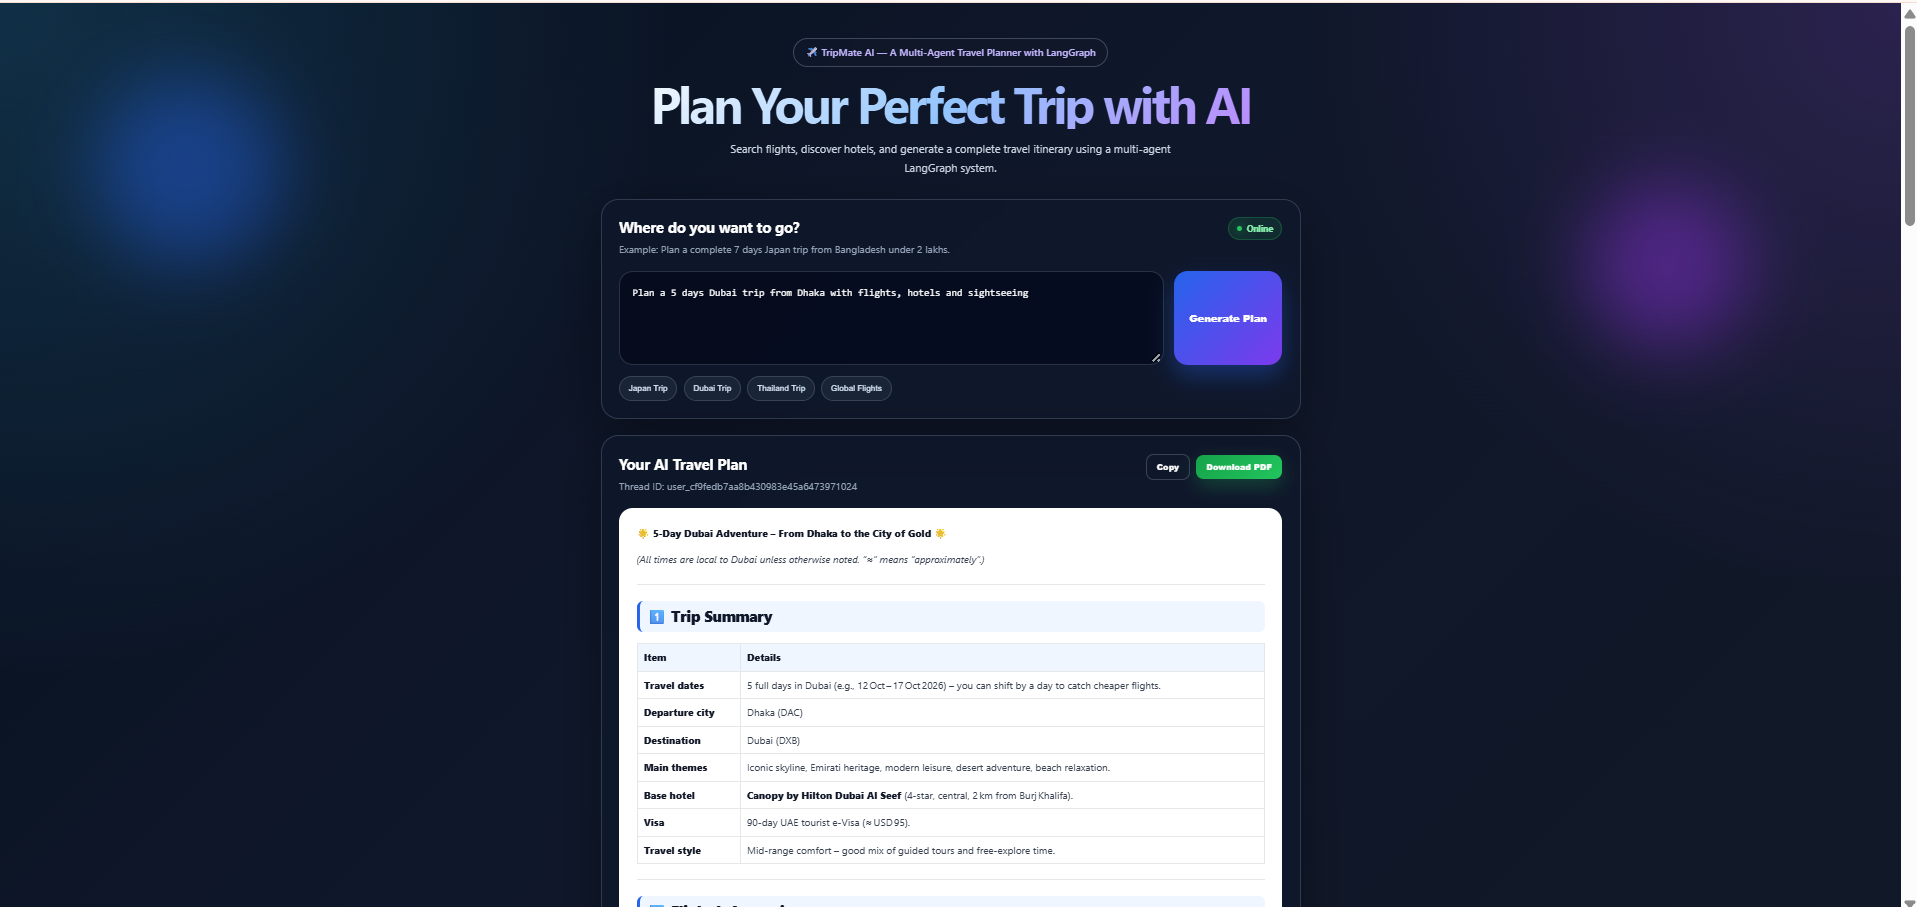 ✈️ TripMate AI — A Multi-Agent Travel Planner with LangGraph
Plan Your Perfect Trip with AI
Search flights, discover hotels, and generate a complete travel itinerary using a multi-agent
LangGraph system.
Where do you want to go?
Online
Example: Plan a complete 7 days Japan trip from Bangladesh under 2 lakhs.
Plan a 5 days Dubai trip from Dhaka with flights, hotels and sightseeing
Generate Plan
Japan Trip
Dubai Trip
Thailand Trip
Global Flights
Your AI Travel Plan
Copy
Download PDF
Thread ID: user_cf9fedb7aa8b430983e45a6473971024
🌟 5-Day Dubai Adventure – From Dhaka to the City of Gold 🌟
(All times are local to Dubai unless otherwise noted. "≈" means "approximately".)
1️⃣ Trip Summary
Item Details
Travel dates 5 full days in Dubai (e.g., 12 Oct – 17 Oct 2026) – you can shift by a day to catch cheaper flights.
Departure city Dhaka (DAC)
Destination Dubai (DXB)
Main themes Iconic skyline, Emirati heritage, modern leisure, desert adventure, beach relaxation.
Base hotel Canopy by Hilton Dubai Al Seef (4-star, central, 2 km from Burj Khalifa).
Visa 90-day UAE tourist e-Visa (≈ USD 95).
Travel style Mid-range comfort – good mix of guided tours and free-explore time.